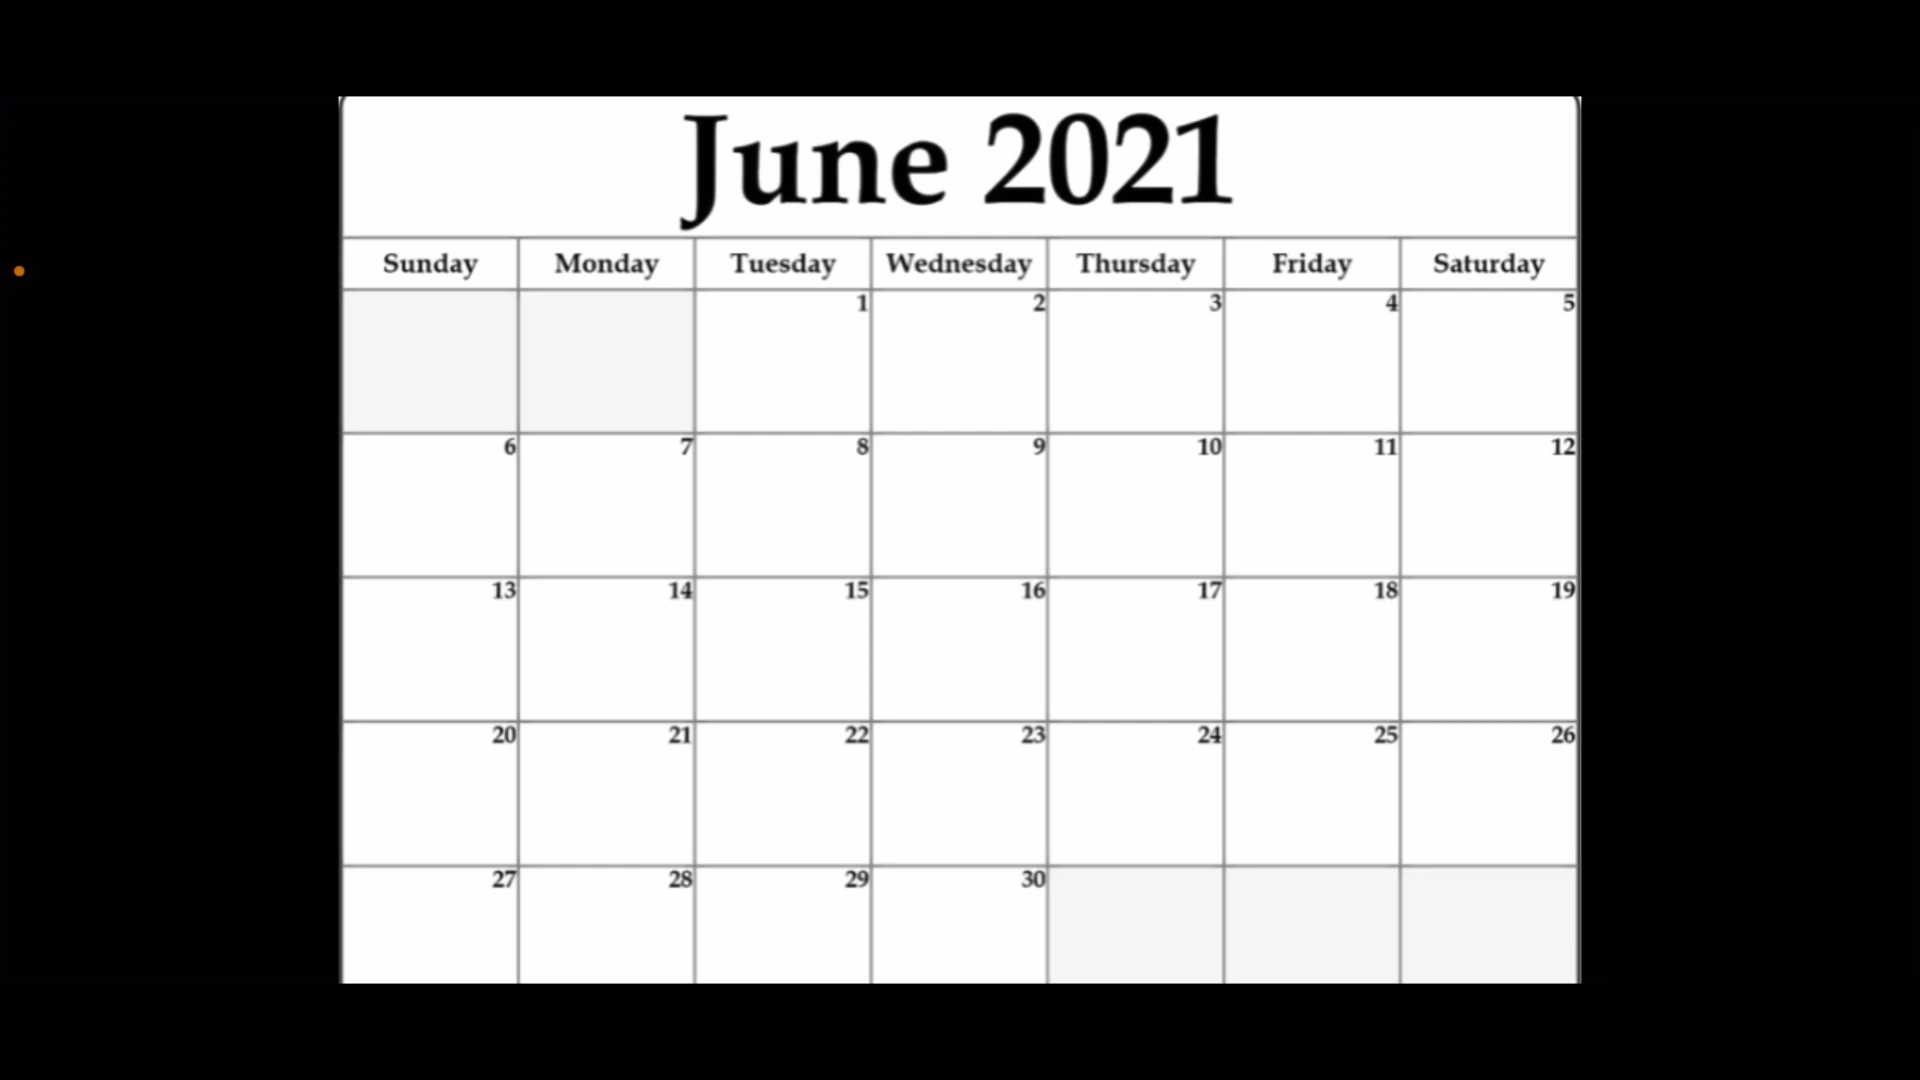 June 2021
Sunday Monday Tuesday Wednesday Thursday Friday Saturday
1 2 3 4 5
6 7 8 9 10 11 12
13 14 15 16 17 18 19
20 21 22 23 24 25 26
27 28 29 30